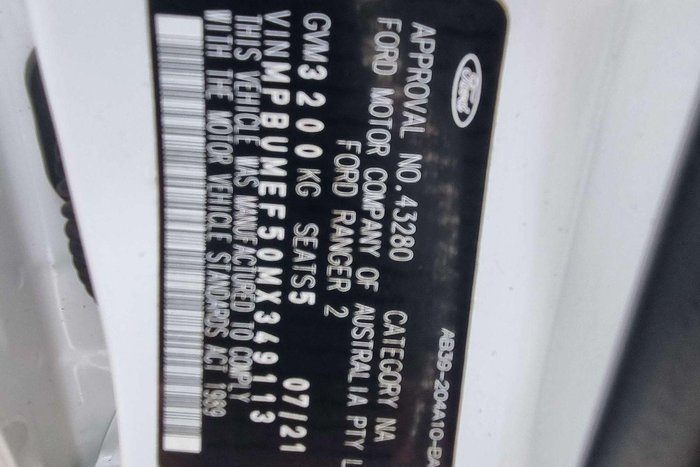 Ford
AB39-204A10-BA
APPROVAL NO.43280 CATEGORY NA
FORD MOTOR COMPANY OF AUSTRALIA PTY L
FORD RANGER 2
GVM3200KG SEATS5 07/21
VINMPBUMEF50MX349113
THIS VEHICLE WAS MANUFACTURED TO COMPLY
WITH THE MOTOR VEHICLE STANDARDS ACT 1989